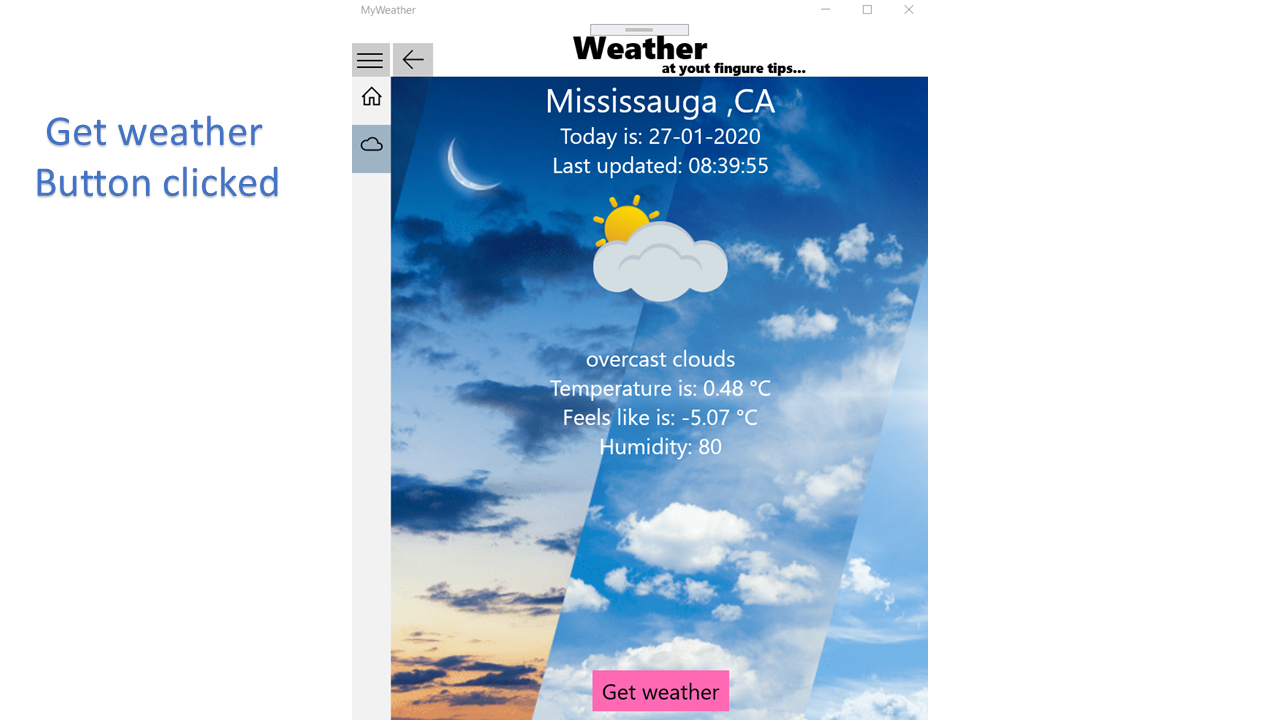 MyWeather
Weather
at yout fingure tips...
Get weather
Button clicked
Mississauga ,CA
Today is: 27-01-2020
Last updated: 08:39:55
overcast clouds
Temperature is: 0.48 °C
Feels like is: -5.07 °C
Humidity: 80
Get weather